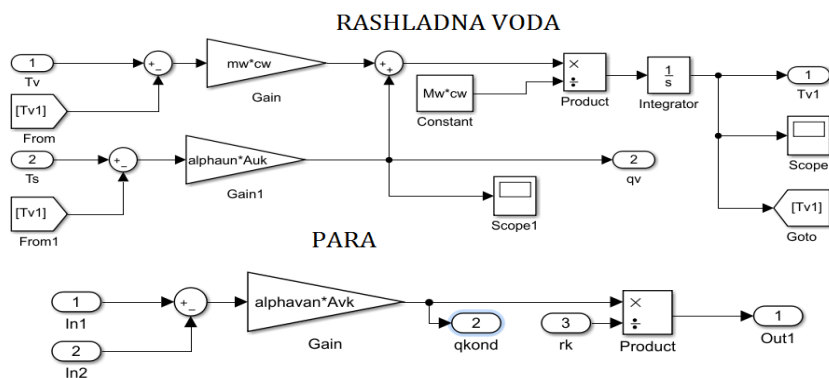 RASHLADNA VODA
1
Tv
[Tv1]
From
+
−
mw*cw
Gain
+
+
Mw*cw
Constant
×
÷
Product
1
s
Integrator
1
Tv1
Scope
[Tv1]
Goto
2
Ts
[Tv1]
From1
+
−
alphaun*Auk
Gain1
2
qv
Scope1
PARA
1
In1
2
In2
+
−
alphavan*Avk
Gain
2
qkond
3
rk
×
÷
Product
1
Out1